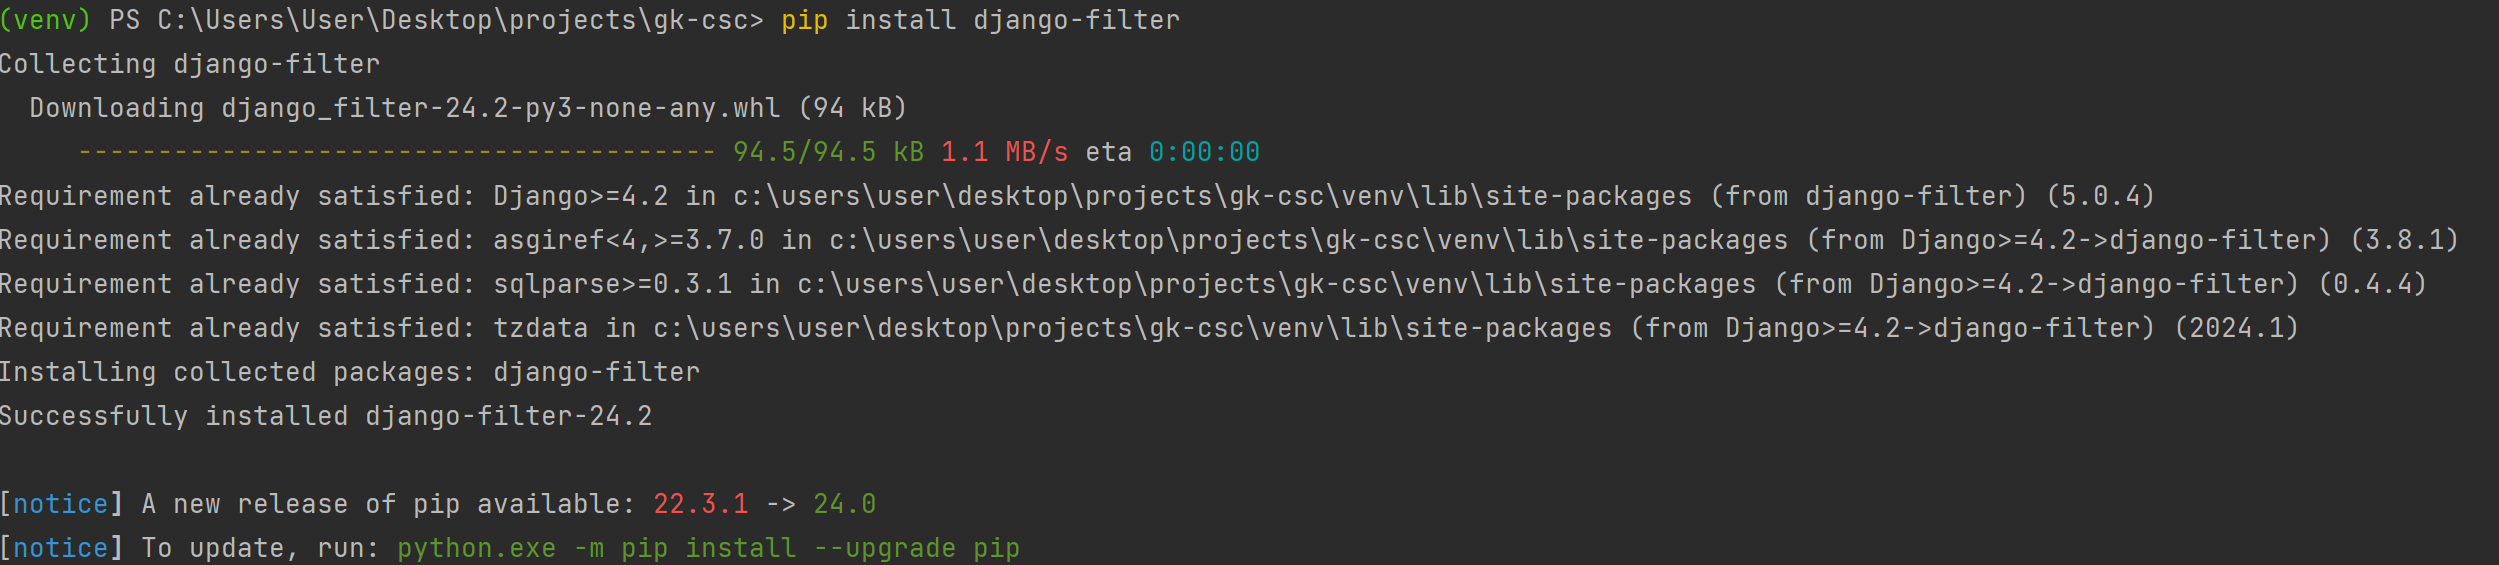 (venv) PS C:\Users\User\Desktop\projects\gk-csc> pip install django-filter
Collecting django-filter
  Downloading django_filter-24.2-py3-none-any.whl (94 kB)
     ---------------------------------------- 94.5/94.5 kB 1.1 MB/s eta 0:00:00
Requirement already satisfied: Django>=4.2 in c:\users\user\desktop\projects\gk-csc\venv\lib\site-packages (from django-filter) (5.0.4)
Requirement already satisfied: asgiref<4,>=3.7.0 in c:\users\user\desktop\projects\gk-csc\venv\lib\site-packages (from Django>=4.2->django-filter) (3.8.1)
Requirement already satisfied: sqlparse>=0.3.1 in c:\users\user\desktop\projects\gk-csc\venv\lib\site-packages (from Django>=4.2->django-filter) (0.4.4)
Requirement already satisfied: tzdata in c:\users\user\desktop\projects\gk-csc\venv\lib\site-packages (from Django>=4.2->django-filter) (2024.1)
Installing collected packages: django-filter
Successfully installed django-filter-24.2

[notice] A new release of pip available: 22.3.1 -> 24.0
[notice] To update, run: python.exe -m pip install --upgrade pip